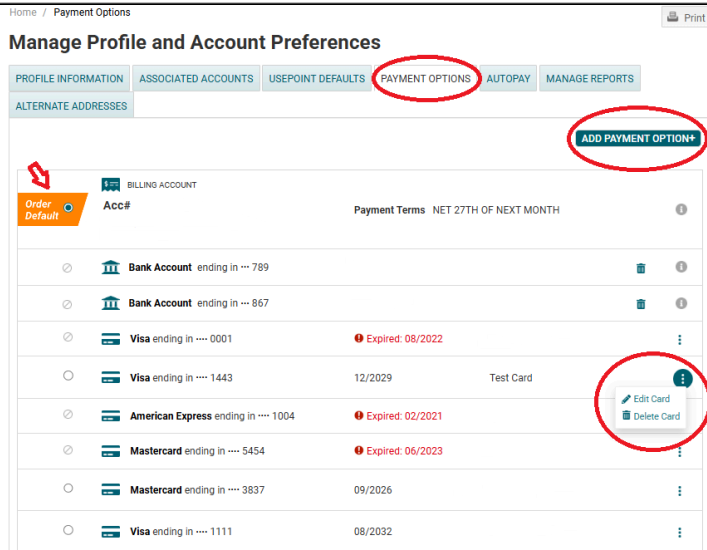 Home / Payment Options
Print
Manage Profile and Account Preferences
PROFILE INFORMATION ASSOCIATED ACCOUNTS USEPOINT DEFAULTS PAYMENT OPTIONS AUTOPAY MANAGE REPORTS
ALTERNATE ADDRESSES
ADD PAYMENT OPTION+
BILLING ACCOUNT
Order Acc# Payment Terms NET 27TH OF NEXT MONTH
Default
Bank Account ending in ··· 789
Bank Account ending in ··· 867
Visa ending in ···· 0001 Expired: 08/2022
Visa ending in ···· 1443 12/2029 Test Card
Edit Card
American Express ending in ···· 1004 Expired: 02/2021 Delete Card
Mastercard ending in ···· 5454 Expired: 06/2023
Mastercard ending in ···· 3837 09/2026
Visa ending in ···· 1111 08/2032